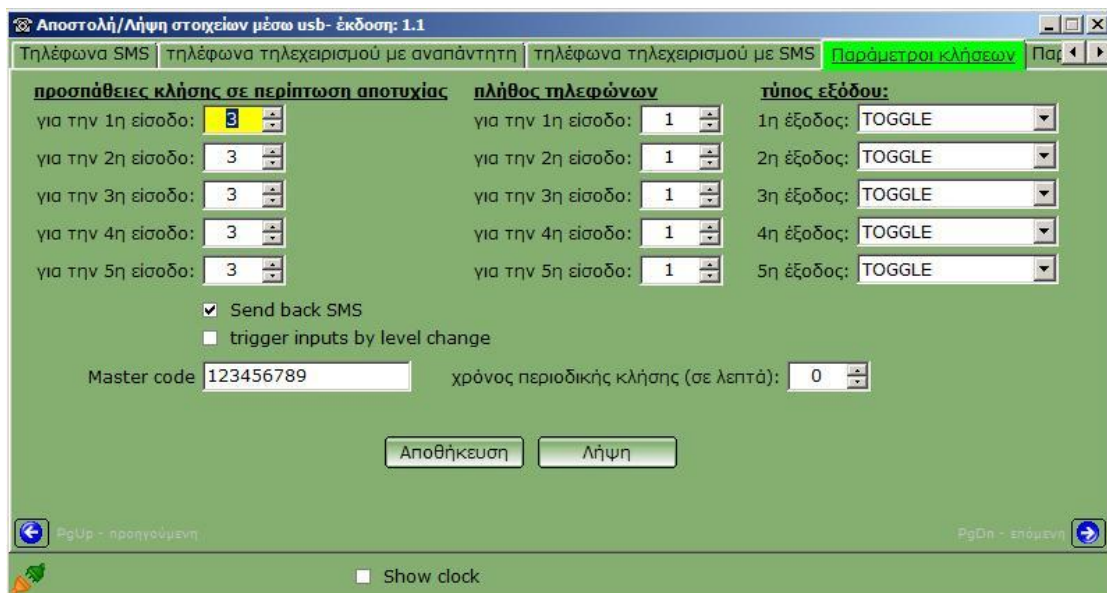 Αποστολή/Λήψη στοιχείων μέσω usb- έκδοση: 1.1
Τηλέφωνα SMS τηλέφωνα τηλεχειρισμού με αναπάντητη τηλέφωνα τηλεχειρισμού με SMS Παράμετροι κλήσεων Παρ
προσπάθειες κλήσης σε περίπτωση αποτυχίας πλήθος τηλεφώνων τύπος εξόδου:
για την 1η είσοδο: 3 για την 1η είσοδο: 1 1η έξοδος: TOGGLE
για την 2η είσοδο: 3 για την 2η είσοδο: 1 2η έξοδος: TOGGLE
για την 3η είσοδο: 3 για την 3η είσοδο: 1 3η έξοδος: TOGGLE
για την 4η είσοδο: 3 για την 4η είσοδο: 1 4η έξοδος: TOGGLE
για την 5η είσοδο: 3 για την 5η είσοδο: 1 5η έξοδος: TOGGLE
Send back SMS
trigger inputs by level change
Master code 123456789 χρόνος περιοδικής κλήσης (σε λεπτά): 0
Αποθήκευση Λήψη
PgUp - προηγούμενη PgDn - επόμενη
Show clock